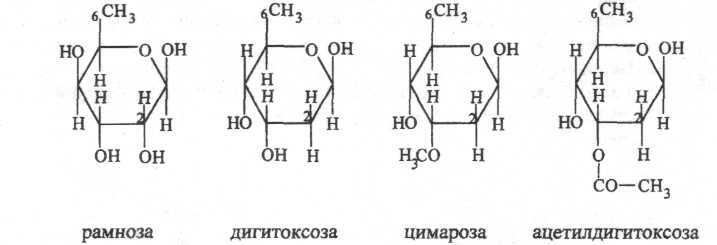 ₆CH₃ ₆CH₃ ₆CH₃ ₆CH₃
HO O OH H O OH H O OH H O OH
H H H H
H H H H H H H H
H 2 H HO 2 H HO 2 H HO 2 H
OH OH OH H H₃CO H O H
CO—CH₃
рамноза дигитоксоза цимароза ацетилдигитоксоза